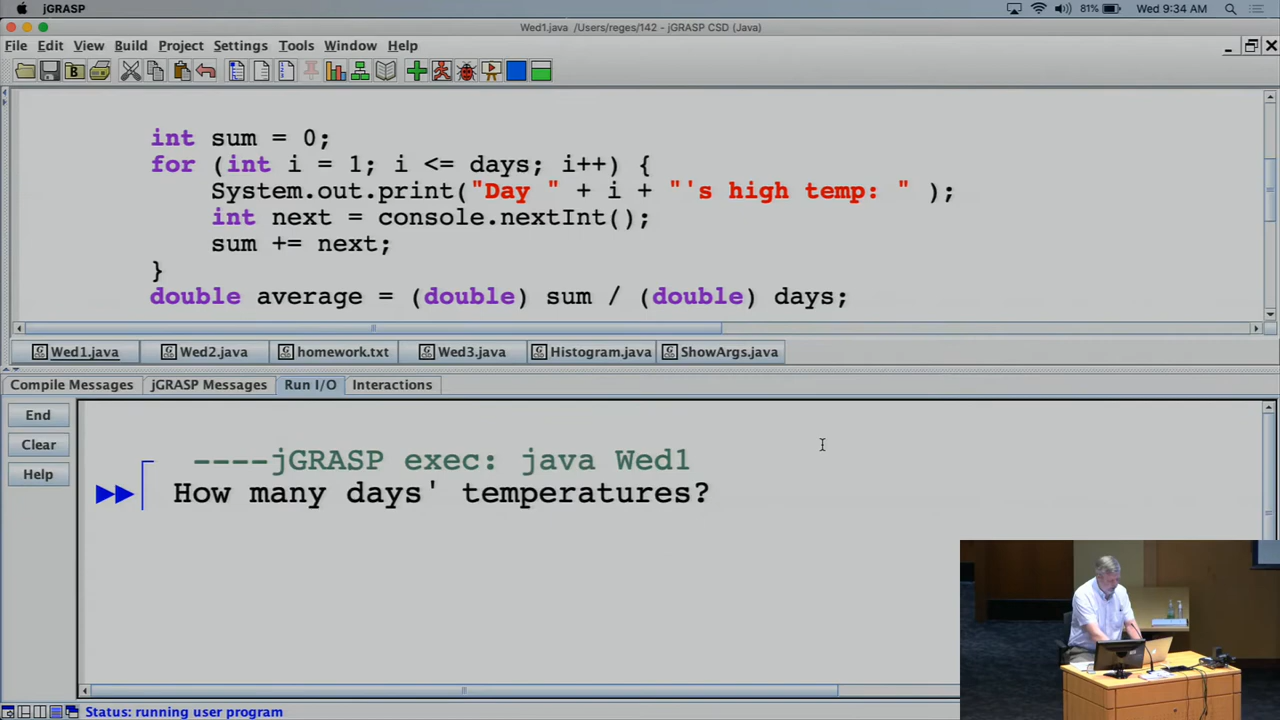 jGRASP
81%
Wed 9:34 AM
Wed1.java /Users/reges/142 - jGRASP CSD (Java)
File Edit View Build Project Settings Tools Window Help
int sum = 0;
for (int i = 1; i <= days; i++) {
System.out.print("Day " + i + "'s high temp: " );
int next = console.nextInt();
sum += next;
}
double average = (double) sum / (double) days;
Wed1.java Wed2.java homework.txt Wed3.java Histogram.java ShowArgs.java
Compile Messages jGRASP Messages Run I/O Interactions
End
Clear
Help
----jGRASP exec: java Wed1
How many days' temperatures?
Status: running user program